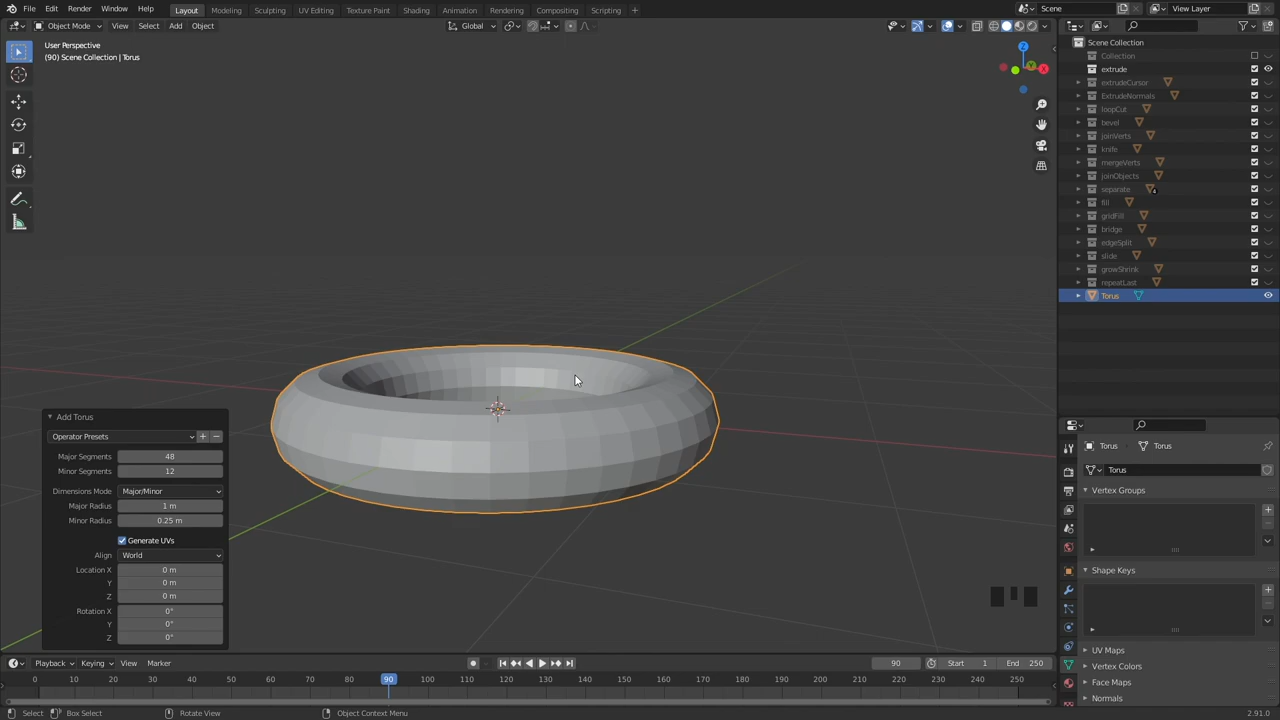 File Edit Render Window Help Layout Modeling Sculpting UV Editing Texture Paint Shading Animation Rendering Compositing Scripting + Scene View Layer
Object Mode View Select Add Object Global
User Perspective
(90) Scene Collection | Torus
Scene Collection
Collection
extrude
extrudeCursor
ExtrudeNormals
loopCut
bevel
joinVerts
knife
mergeVerts
joinObjects
separate
fill
gridFill
bridge
edgeSplit
slide
growShrink
repeatLast
Torus
Add Torus
Operator Presets
Major Segments 48
Minor Segments 12
Dimensions Mode Major/Minor
Major Radius 1 m
Minor Radius 0.25 m
Generate UVs
Align World
Location X 0 m
Y 0 m
Z 0 m
Rotation X 0°
Y 0°
Z 0°
Torus Torus
Torus
Vertex Groups
Shape Keys
UV Maps
Vertex Colors
Face Maps
Normals
Playback Keying View Marker 90 Start 1 End 250
0 10 20 30 40 50 60 70 80 90 100 110 120 130 140 150 160 170 180 190 200 210 220 230 240 250
Select Box Select Rotate View Object Context Menu 2.91.0